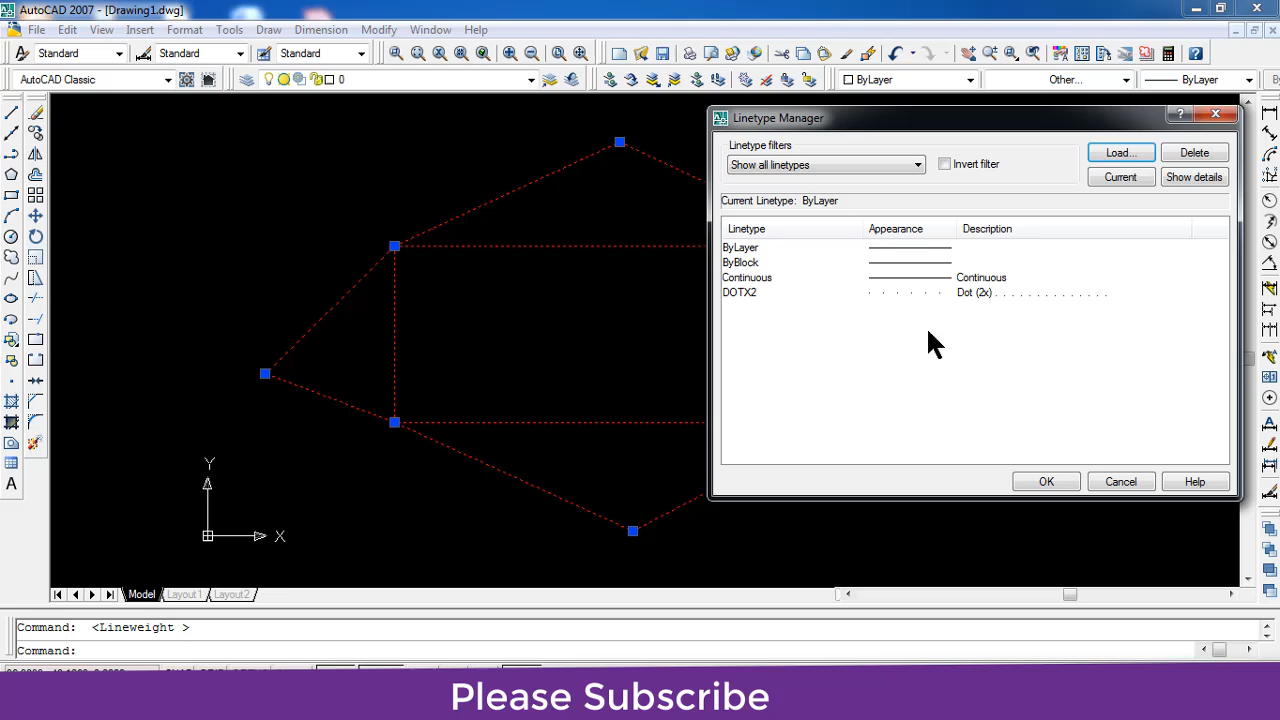 AutoCAD 2007 - [Drawing1.dwg]
File Edit View Insert Format Tools Draw Dimension Modify Window Help
Standard Standard Standard
AutoCAD Classic 0 ByLayer Other... ByLayer
Linetype Manager
Linetype filters
Show all linetypes
Invert filter
Load... Delete
Current Show details
Current Linetype: ByLayer
Linetype Appearance Description
ByLayer
ByBlock
Continuous Continuous
DOTX2 Dot (2x) . . . . . . . . . . . . . .
OK Cancel Help
Y
X
A
Model Layout1 Layout2
Command: <Lineweight >
Command:
Please Subscribe